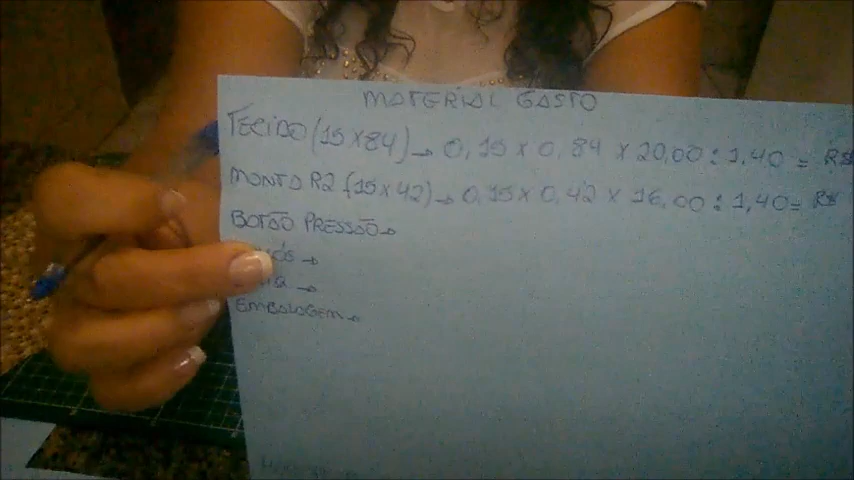 MATERIAL GASTO
TECIDO (15 X 84) → 0,15 X 0,84 X 20,00 : 1,40 = R$
MANTA R2 (15 X 42) → 0,15 X 0,42 X 16,00 : 1,40 = R$
BOTÃO PRESSÃO →
→
→
EMBALAGEM →